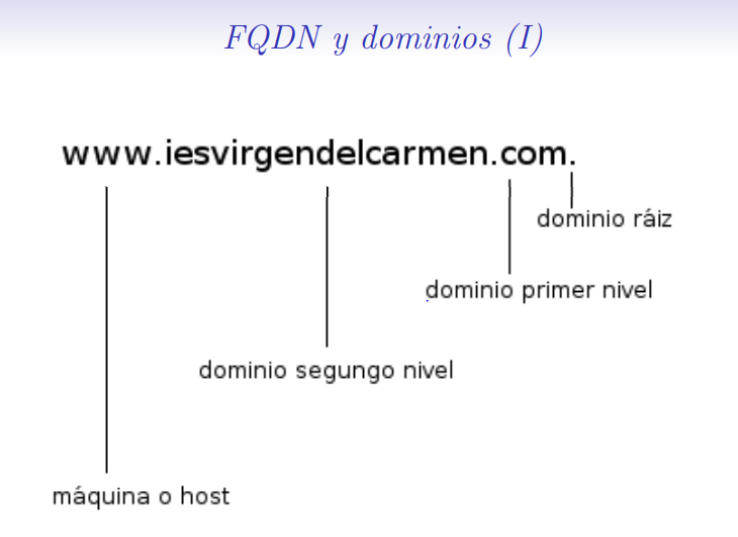 FQDN y dominios (I)
www.iesvirgendelcarmen.com.
dominio ráiz
dominio primer nivel
dominio segungo nivel
máquina o host